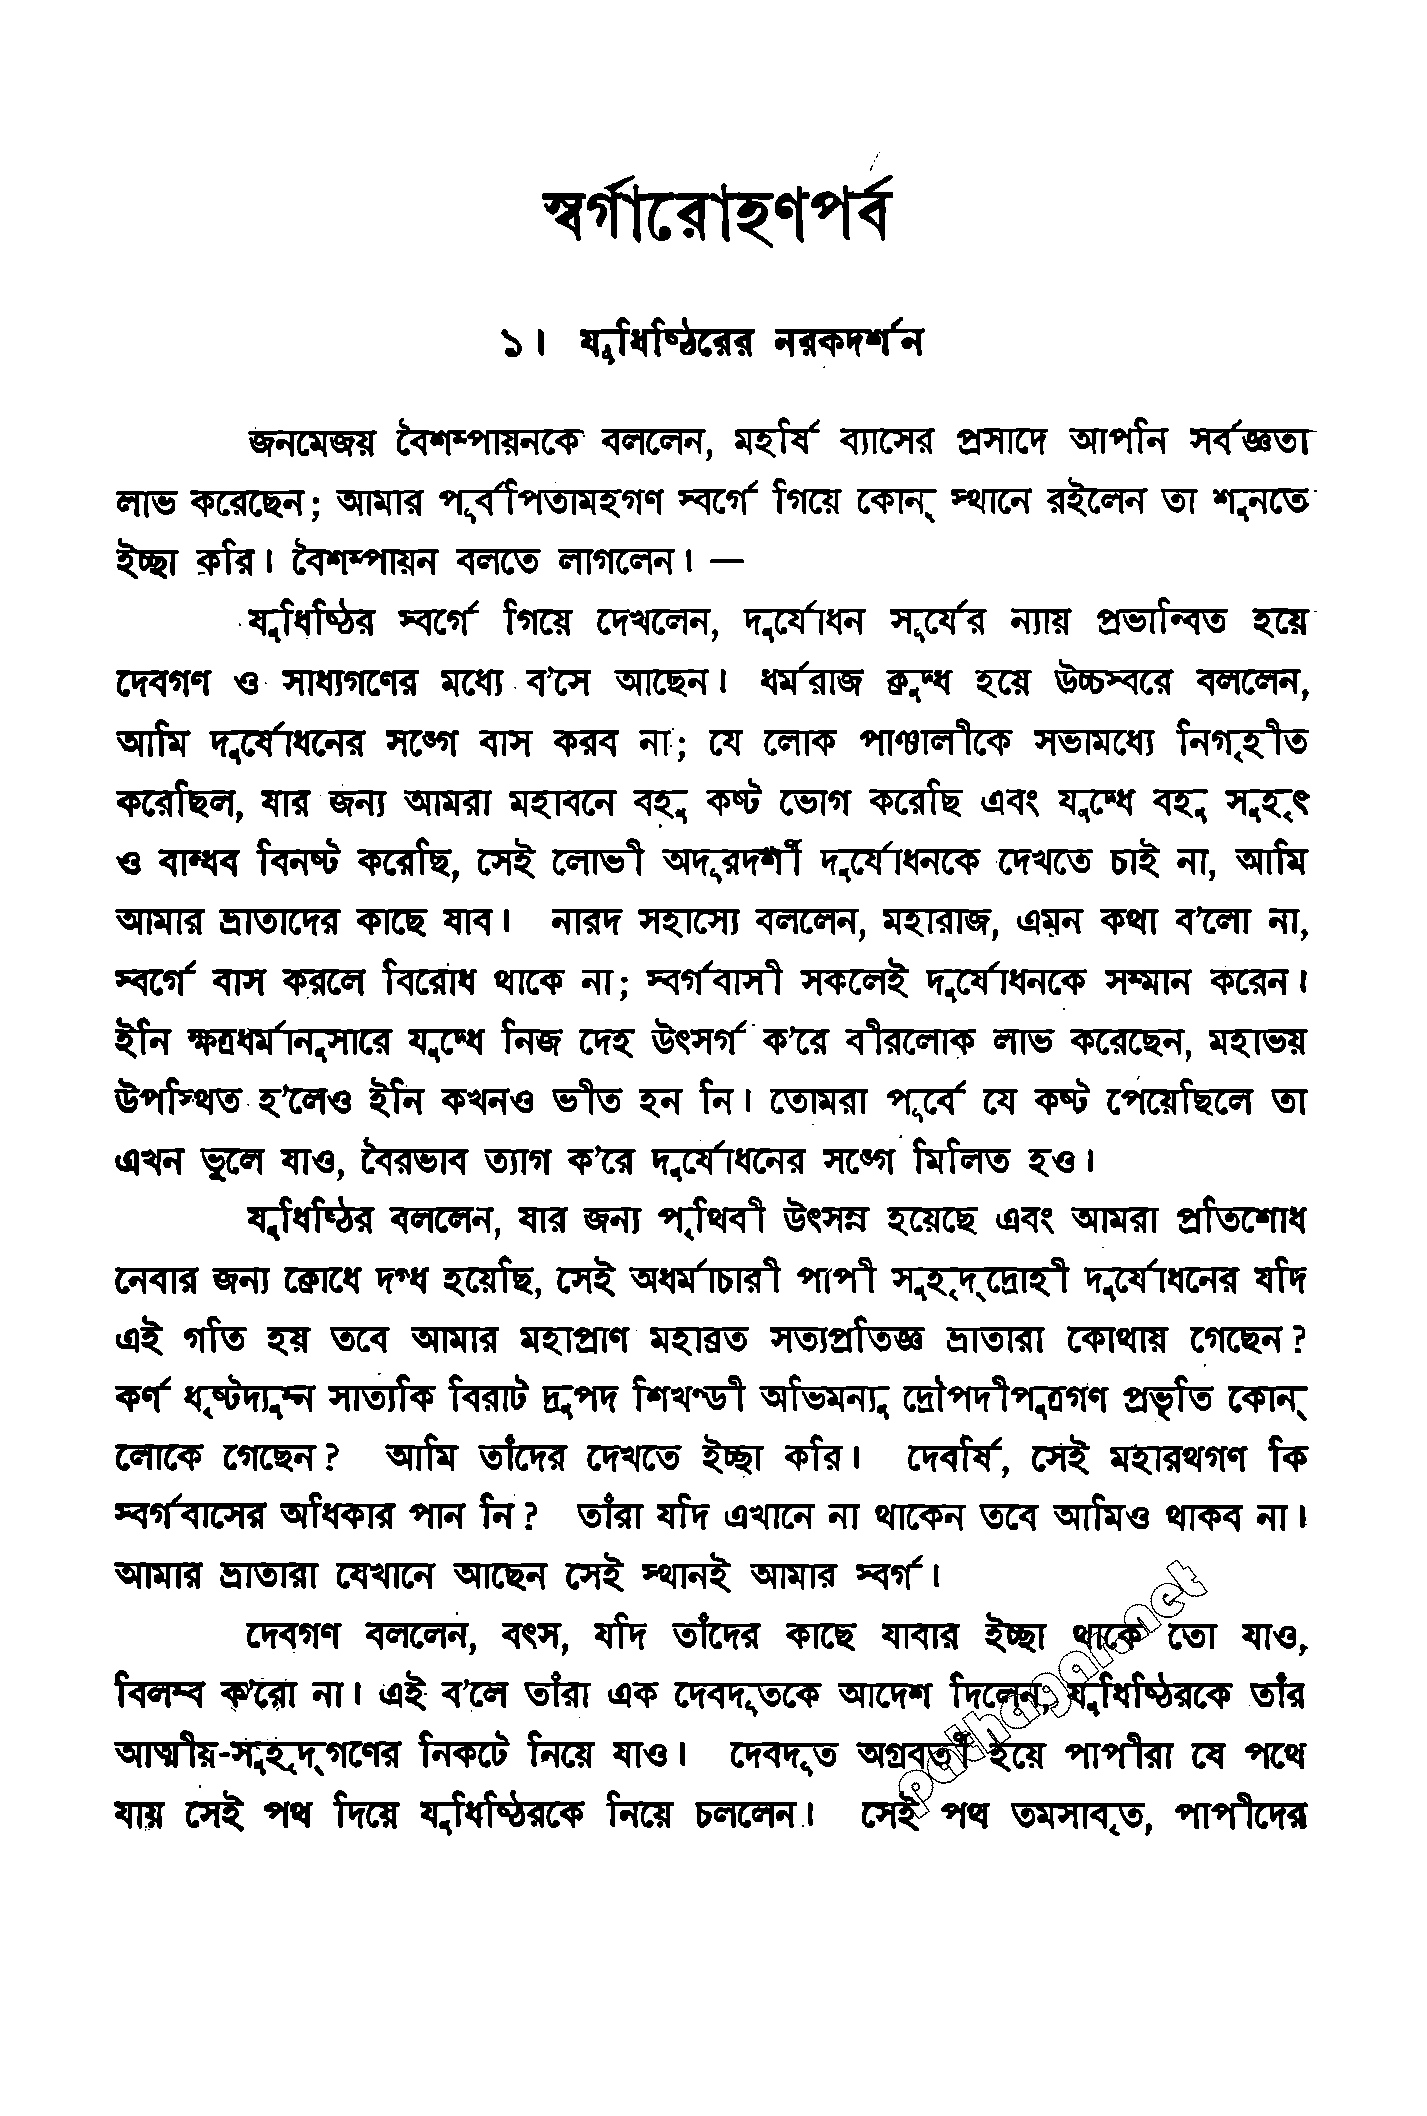 স্বর্গারোহণপর্ব
১। যুধিষ্ঠিরের নরকদর্শন
জনমেজয় বৈশম্পায়নকে বললেন, মহর্ষি ব্যাসের প্রসাদে আপনি সর্বজ্ঞতা
লাভ করেছেন; আমার পূর্বপিতামহগণ স্বর্গে গিয়ে কোন্ স্থানে রইলেন তা শুনতে
ইচ্ছা করি। বৈশম্পায়ন বলতে লাগলেন। —
যুধিষ্ঠির স্বর্গে গিয়ে দেখলেন, দুর্যোধন সূর্যের ন্যায় প্রভান্বিত হয়ে
দেবগণ ও সাধ্যগণের মধ্যে ব'সে আছেন। ধর্মরাজ ক্রুদ্ধ হয়ে উচ্চস্বরে বললেন,
আমি দুর্যোধনের সঙ্গে বাস করব না; যে লোক পাঞ্চালীকে সভামধ্যে নিগৃহীত
করেছিল, যার জন্য আমরা মহাবনে বহু কষ্ট ভোগ করেছি এবং যুদ্ধে বহু সুহৃৎ
ও বান্ধব বিনষ্ট করেছি, সেই লোভী অদূরদর্শী দুর্যোধনকে দেখতে চাই না, আমি
আমার ভ্রাতাদের কাছে যাব। নারদ সহাস্যে বললেন, মহারাজ, এমন কথা ব'লো না,
স্বর্গে বাস করলে বিরোধ থাকে না; স্বর্গবাসী সকলেই দুর্যোধনকে সম্মান করেন।
ইনি ক্ষত্রধর্মানুসারে যুদ্ধে নিজ দেহ উৎসর্গ ক'রে বীরলোক লাভ করেছেন, মহাভয়
উপস্থিত হ'লেও ইনি কখনও ভীত হন নি। তোমরা পূর্বে যে কষ্ট পেয়েছিলে তা
এখন ভুলে যাও, বৈরভাব ত্যাগ ক'রে দুর্যোধনের সঙ্গে মিলিত হও।
যুধিষ্ঠির বললেন, যার জন্য পৃথিবী উৎসন্ন হয়েছে এবং আমরা প্রতিশোধ
নেবার জন্য ক্রোধে দগ্ধ হয়েছি, সেই অধর্মাচারী পাপী সুহৃদ্‌দ্রোহী দুর্যোধনের যদি
এই গতি হয় তবে আমার মহাপ্রাণ মহাব্রত সত্যপ্রতিজ্ঞ ভ্রাতারা কোথায় গেছেন?
কর্ণ ধৃষ্টদ্যুম্ন সাত্যকি বিরাট দ্রুপদ শিখণ্ডী অভিমন্যু দ্রৌপদীপুত্রগণ প্রভৃতি কোন্
লোকে গেছেন? আমি তাঁদের দেখতে ইচ্ছা করি। দেবর্ষি, সেই মহারথগণ কি
স্বর্গবাসের অধিকার পান নি? তাঁরা যদি এখানে না থাকেন তবে আমিও থাকব না।
আমার ভ্রাতারা যেখানে আছেন সেই স্থানই আমার স্বর্গ।
দেবগণ বললেন, বৎস, যদি তাঁদের কাছে যাবার ইচ্ছা থাকে তো যাও,
বিলম্ব ক'রো না। এই ব'লে তাঁরা এক দেবদূতকে আদেশ দিলেন, যুধিষ্ঠিরকে তাঁর
আত্মীয়-সুহৃদ্‌গণের নিকটে নিয়ে যাও। দেবদূত অগ্রবর্তী হয়ে পাপীরা যে পথে
যায় সেই পথ দিয়ে যুধিষ্ঠিরকে নিয়ে চললেন। সেই পথ তমসাবৃত, পাপীদের
pathagar.net